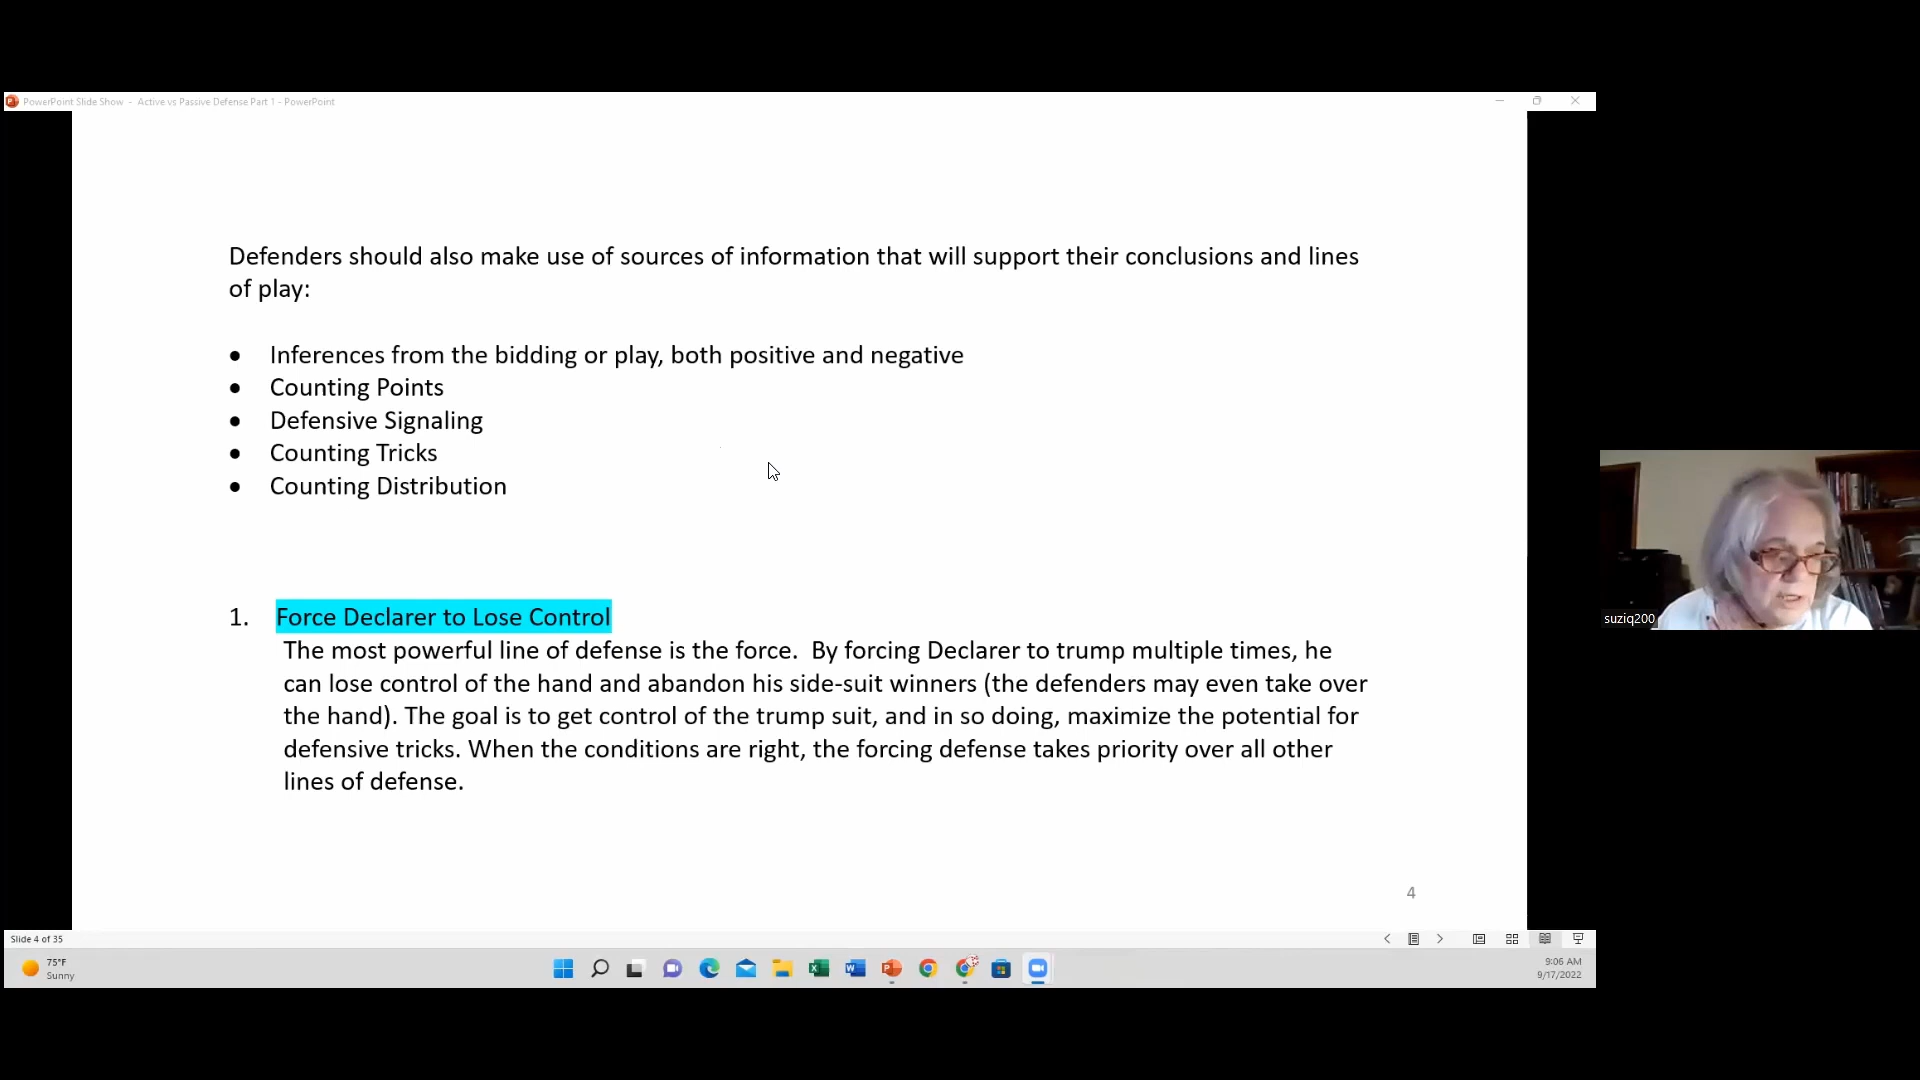 PowerPoint Slide Show - Active vs Passive Defense Part 1 - PowerPoint
Defenders should also make use of sources of information that will support their conclusions and lines
of play:
• Inferences from the bidding or play, both positive and negative
• Counting Points
• Defensive Signaling
• Counting Tricks
• Counting Distribution
1. Force Declarer to Lose Control
The most powerful line of defense is the force. By forcing Declarer to trump multiple times, he
can lose control of the hand and abandon his side-suit winners (the defenders may even take over
the hand). The goal is to get control of the trump suit, and in so doing, maximize the potential for
defensive tricks. When the conditions are right, the forcing defense takes priority over all other
lines of defense.
4
suziq200
Slide 4 of 35
75°F
Sunny
9:06 AM
9/17/2022